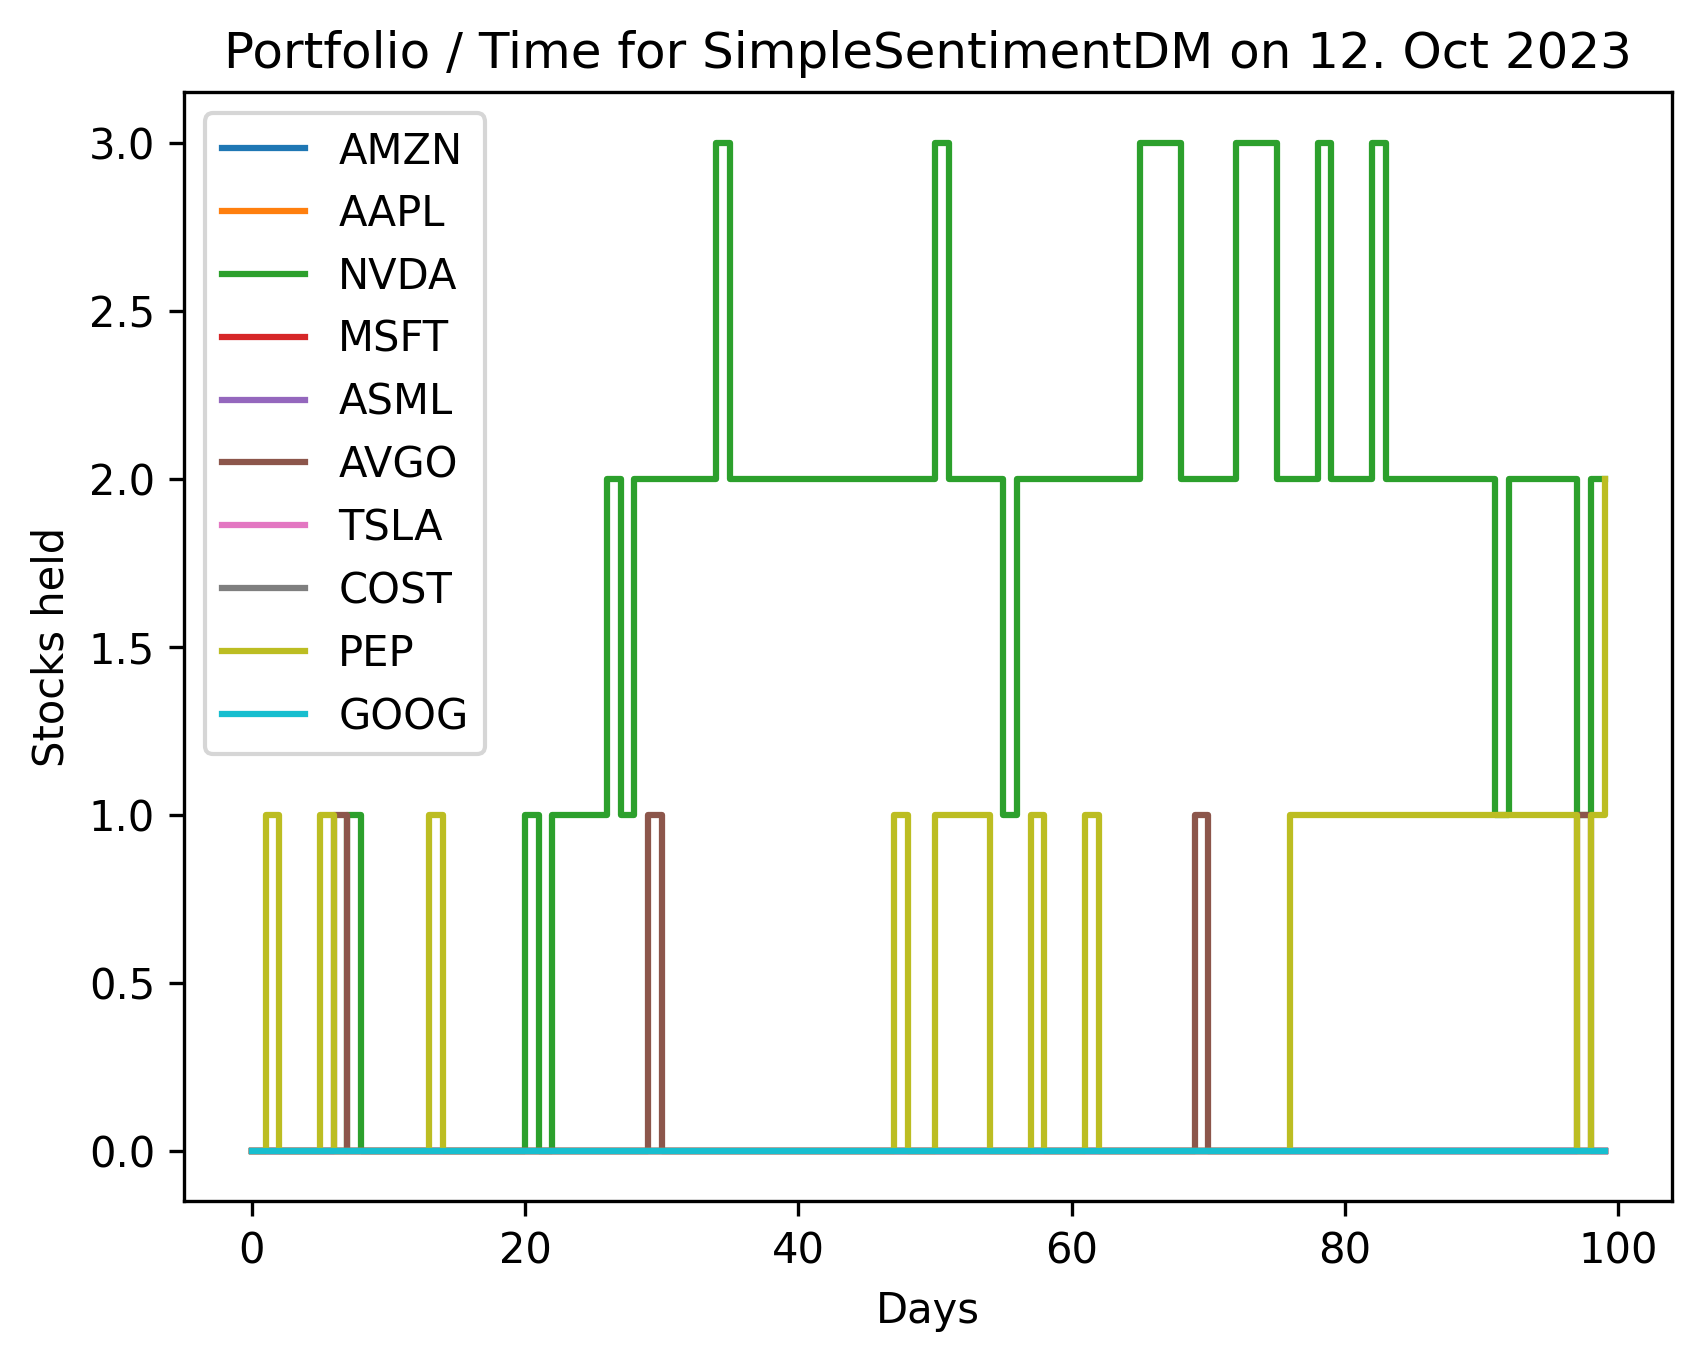 Portfolio / Time for SimpleSentimentDM on 12. Oct 2023
AMZN
AAPL
NVDA
MSFT
ASML
AVGO
TSLA
COST
PEP
GOOG
Stocks held
3.0
2.5
2.0
1.5
1.0
0.5
0.0
0 20 40 60 80 100
Days